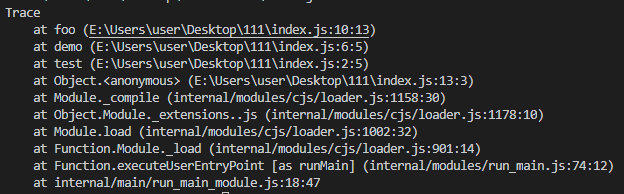 Trace
    at foo (E:\Users\user\Desktop\111\index.js:10:13)
    at demo (E:\Users\user\Desktop\111\index.js:6:5)
    at test (E:\Users\user\Desktop\111\index.js:2:5)
    at Object.<anonymous> (E:\Users\user\Desktop\111\index.js:13:3)
    at Module._compile (internal/modules/cjs/loader.js:1158:30)
    at Object.Module._extensions..js (internal/modules/cjs/loader.js:1178:10)
    at Module.load (internal/modules/cjs/loader.js:1002:32)
    at Function.Module._load (internal/modules/cjs/loader.js:901:14)
    at Function.executeUserEntryPoint [as runMain] (internal/modules/run_main.js:74:12)
    at internal/main/run_main_module.js:18:47